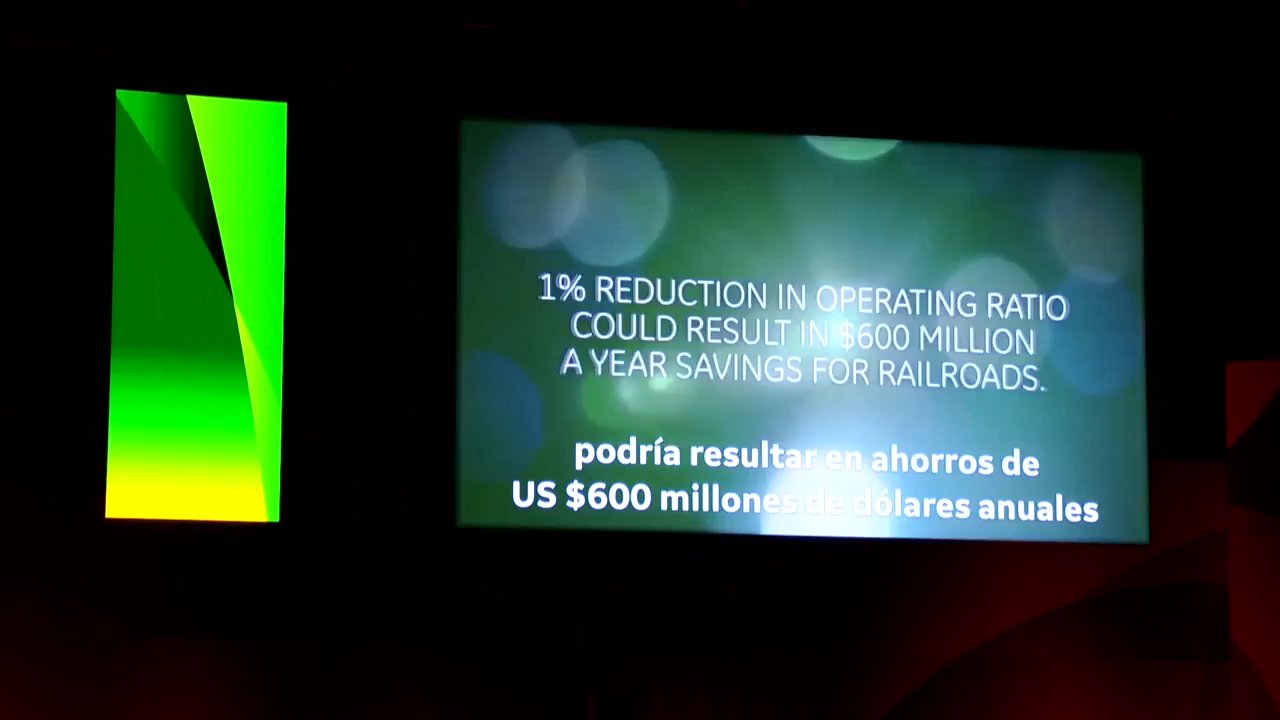 1% REDUCTION IN OPERATING RATIO
COULD RESULT IN $600 MILLION
A YEAR SAVINGS FOR RAILROADS.
podría resultar en ahorros de
US $600 millones de dólares anuales